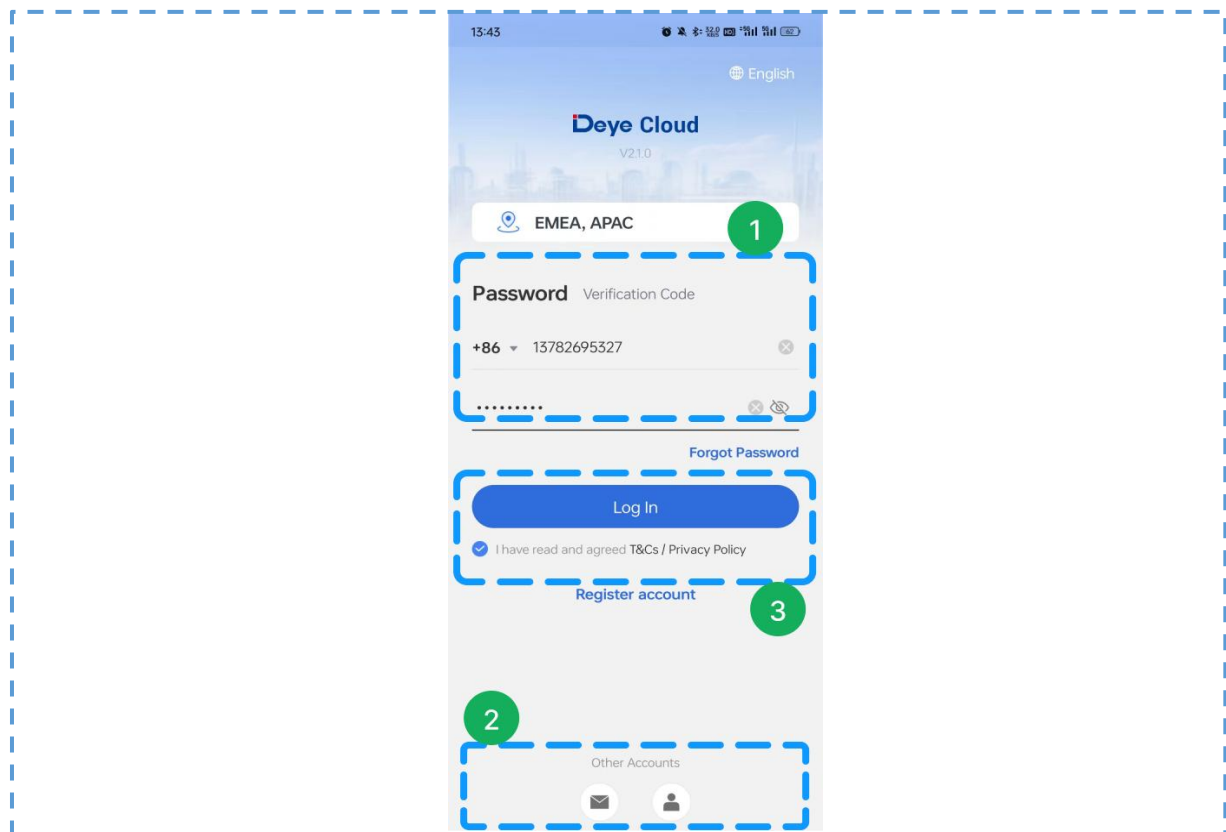 13:43
English
Deye Cloud
V2.1.0
EMEA, APAC
1
Password Verification Code
+86 13782695327
•••••••••
Forgot Password
Log In
I have read and agreed T&Cs / Privacy Policy
Register account
3
2
Other Accounts